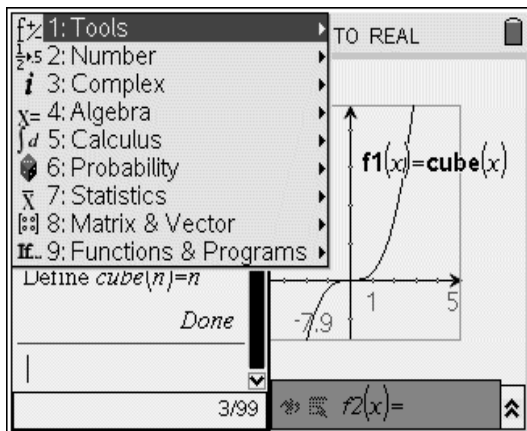 1: Tools
2: Number
3: Complex
4: Algebra
5: Calculus
6: Probability
7: Statistics
8: Matrix & Vector
9: Functions & Programs
TO REAL
f1(x)=cube(x)
1
5
-7.9
Define cube(n)=n
Done
3/99
f2(x)=